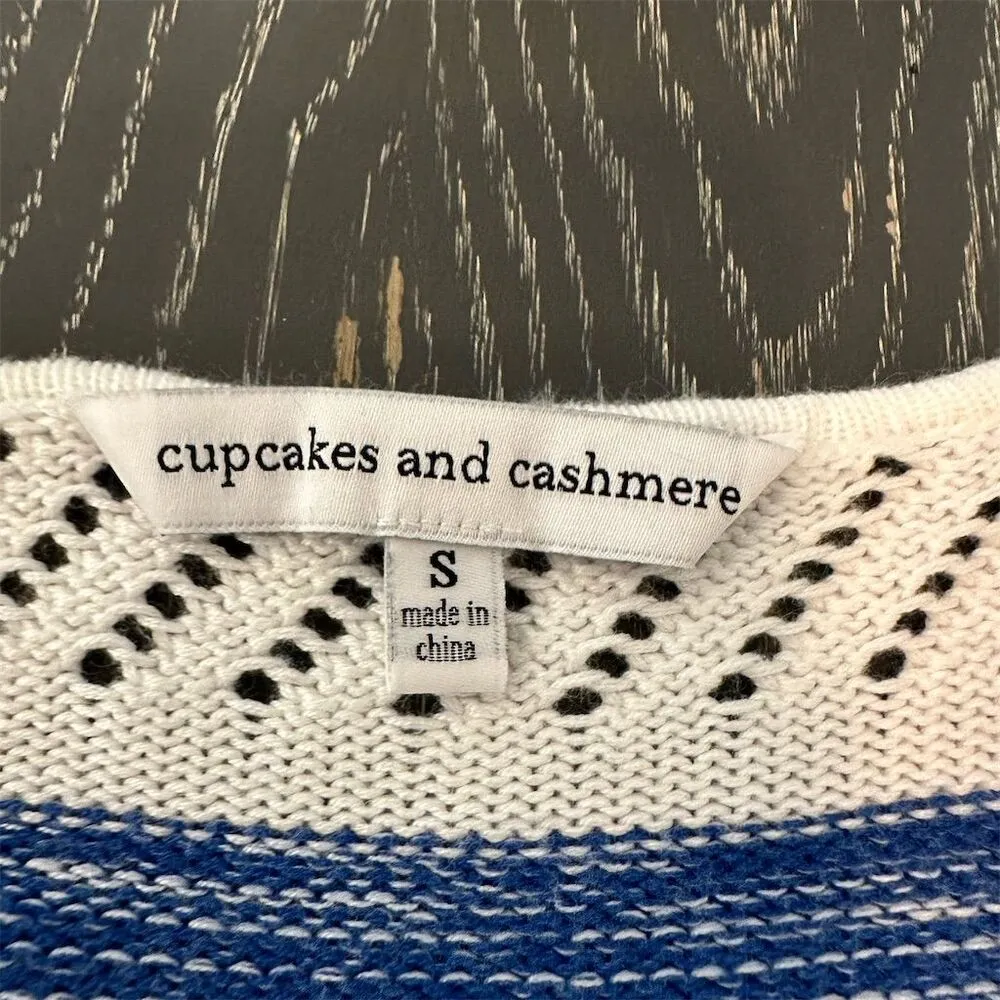 cupcakes and cashmere
S
made in
china